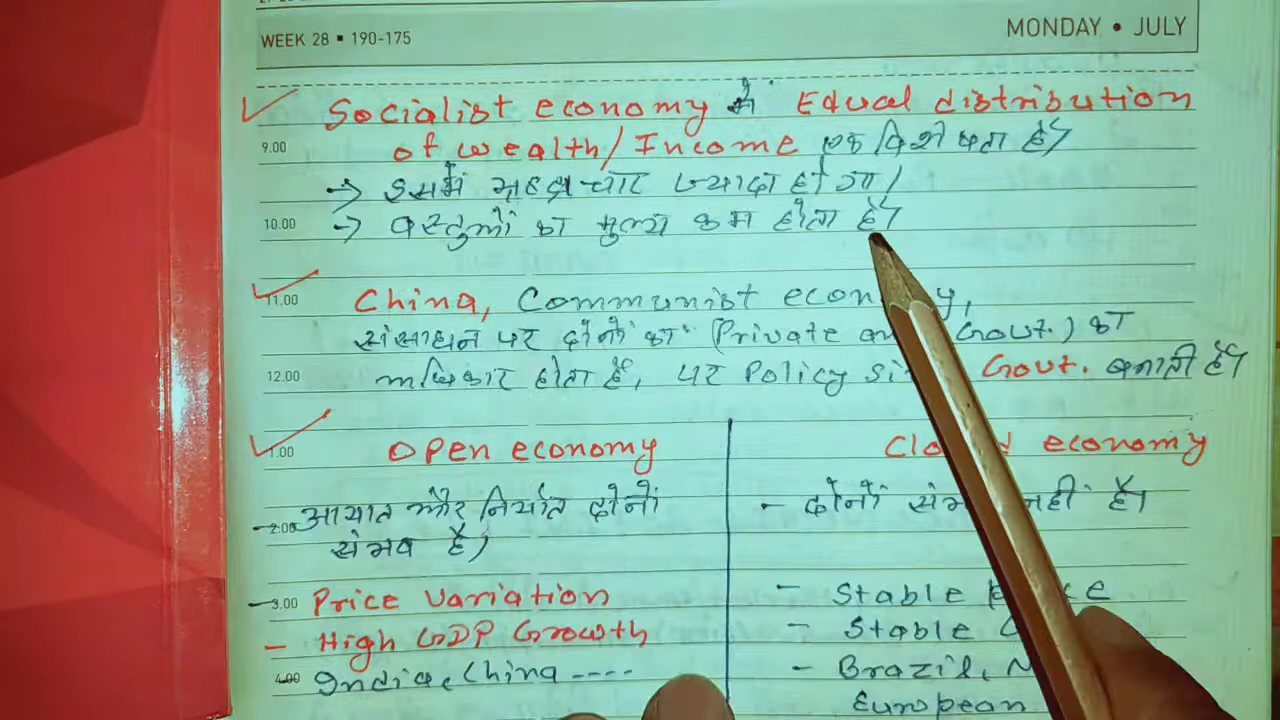 WEEK 28 ▪ 190-175
MONDAY • JULY
Socialist economy में Equal distribution
9.00 of wealth/Income एक विशेषता है।
→ इसमें भ्रष्टाचार ज्यादा होगा।
10.00 → वस्तुओं का मुल्य कम होता है।
11.00 China, Communist econ y,
संसाधन पर दोनों का (Private an Govt.) का
12.00 अधिकार होता है, पर Policy si Govt. बनाती है।
1.00 Open economy
Clo d economy
2.00 आयात और निर्यात दोनों
संभव है,
- दोनों संभ नहीं है।
3.00 Price variation
- High GDP Growth
4.00 India, China ----
- Stable p ce
- Stable G
- Brazil, N
European